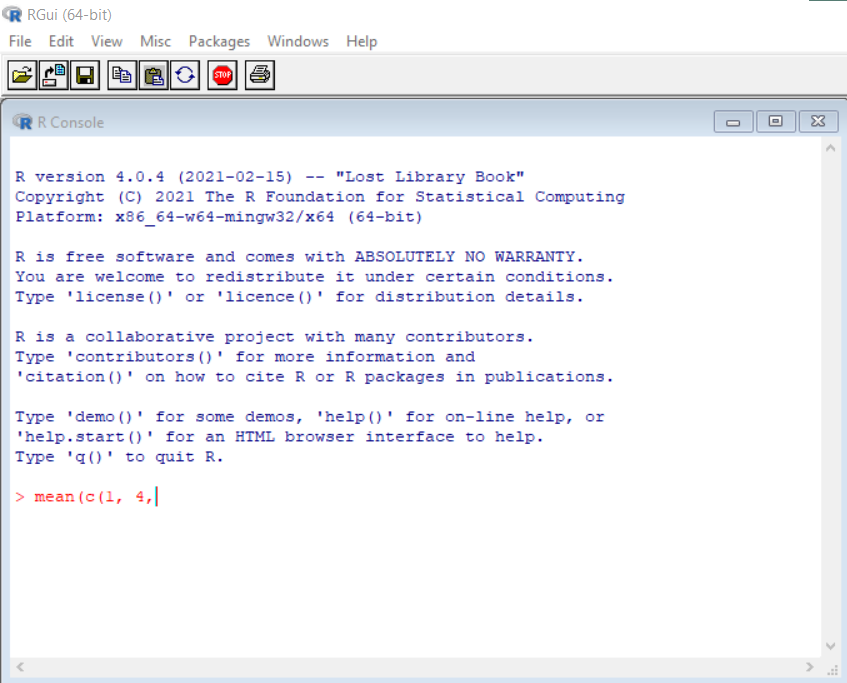 RGui (64-bit)
File Edit View Misc Packages Windows Help
STOP
R Console
R version 4.0.4 (2021-02-15) -- "Lost Library Book"
Copyright (C) 2021 The R Foundation for Statistical Computing
Platform: x86_64-w64-mingw32/x64 (64-bit)
R is free software and comes with ABSOLUTELY NO WARRANTY.
You are welcome to redistribute it under certain conditions.
Type 'license()' or 'licence()' for distribution details.
R is a collaborative project with many contributors.
Type 'contributors()' for more information and
'citation()' on how to cite R or R packages in publications.
Type 'demo()' for some demos, 'help()' for on-line help, or
'help.start()' for an HTML browser interface to help.
Type 'q()' to quit R.
> mean(c(1, 4,